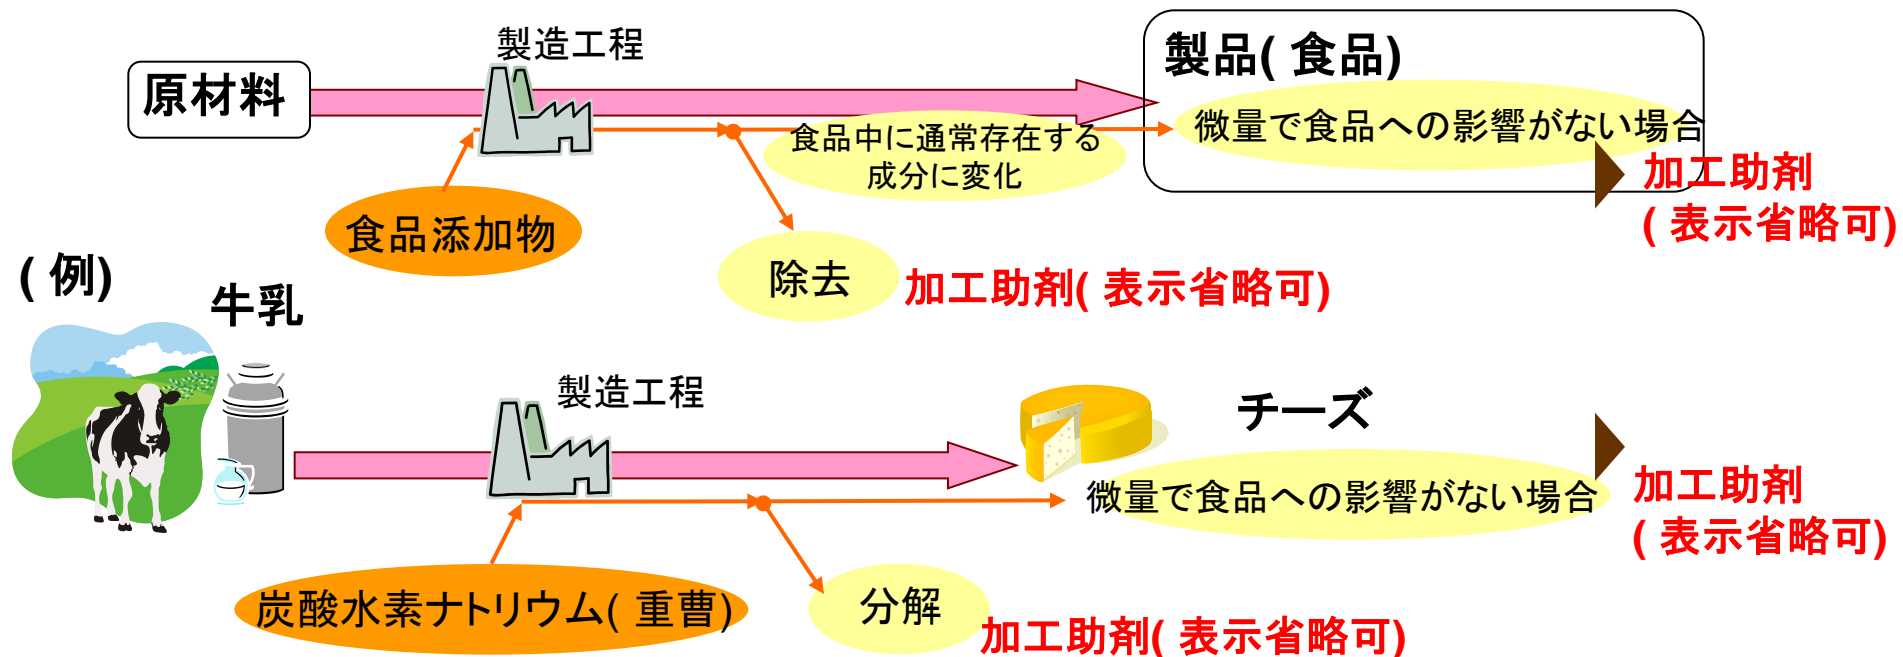 製造工程
原材料
製品( 食品)
微量で食品への影響がない場合
食品中に通常存在する
成分に変化
加工助剤
( 表示省略可)
食品添加物
除去
加工助剤( 表示省略可)
( 例)
牛乳
製造工程
チーズ
微量で食品への影響がない場合
加工助剤
( 表示省略可)
炭酸水素ナトリウム( 重曹)
分解
加工助剤( 表示省略可)